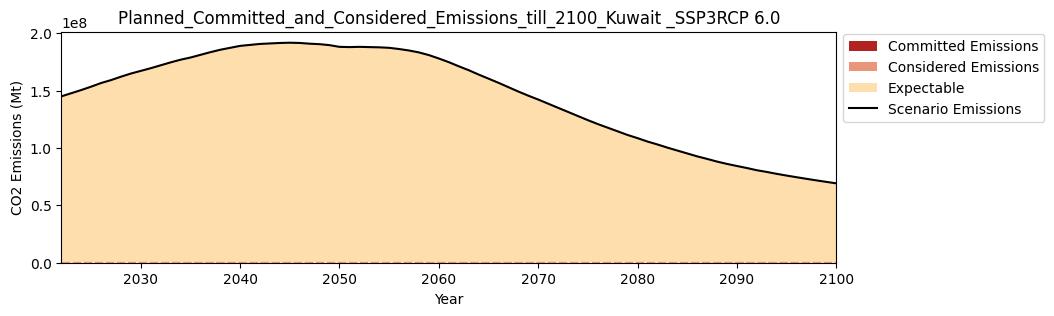 Planned_Committed_and_Considered_Emissions_till_2100_Kuwait _SSP3RCP 6.0
1e8
2.0
1.5
1.0
0.5
0.0
CO2 Emissions (Mt)
2030 2040 2050 2060 2070 2080 2090 2100
Year
Committed Emissions
Considered Emissions
Expectable
Scenario Emissions